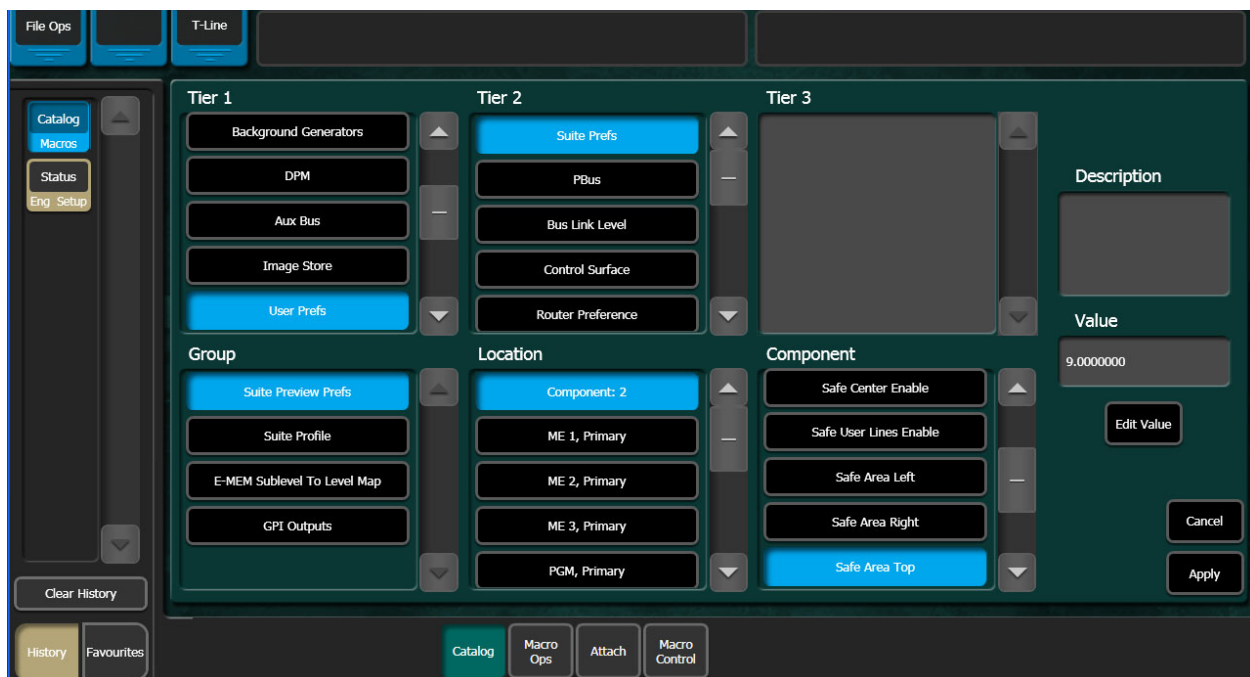 File Ops
T-Line
Catalog
Macros
Status
Eng Setup
Clear History
History
Favourites
Tier 1
Background Generators
DPM
Aux Bus
Image Store
User Prefs
Tier 2
Suite Prefs
PBus
Bus Link Level
Control Surface
Router Preference
Tier 3
Description
Value
9.0000000
Edit Value
Group
Suite Preview Prefs
Suite Profile
E-MEM Sublevel To Level Map
GPI Outputs
Location
Component: 2
ME 1, Primary
ME 2, Primary
ME 3, Primary
PGM, Primary
Component
Safe Center Enable
Safe User Lines Enable
Safe Area Left
Safe Area Right
Safe Area Top
Cancel
Apply
Catalog
Macro
Ops
Attach
Macro
Control